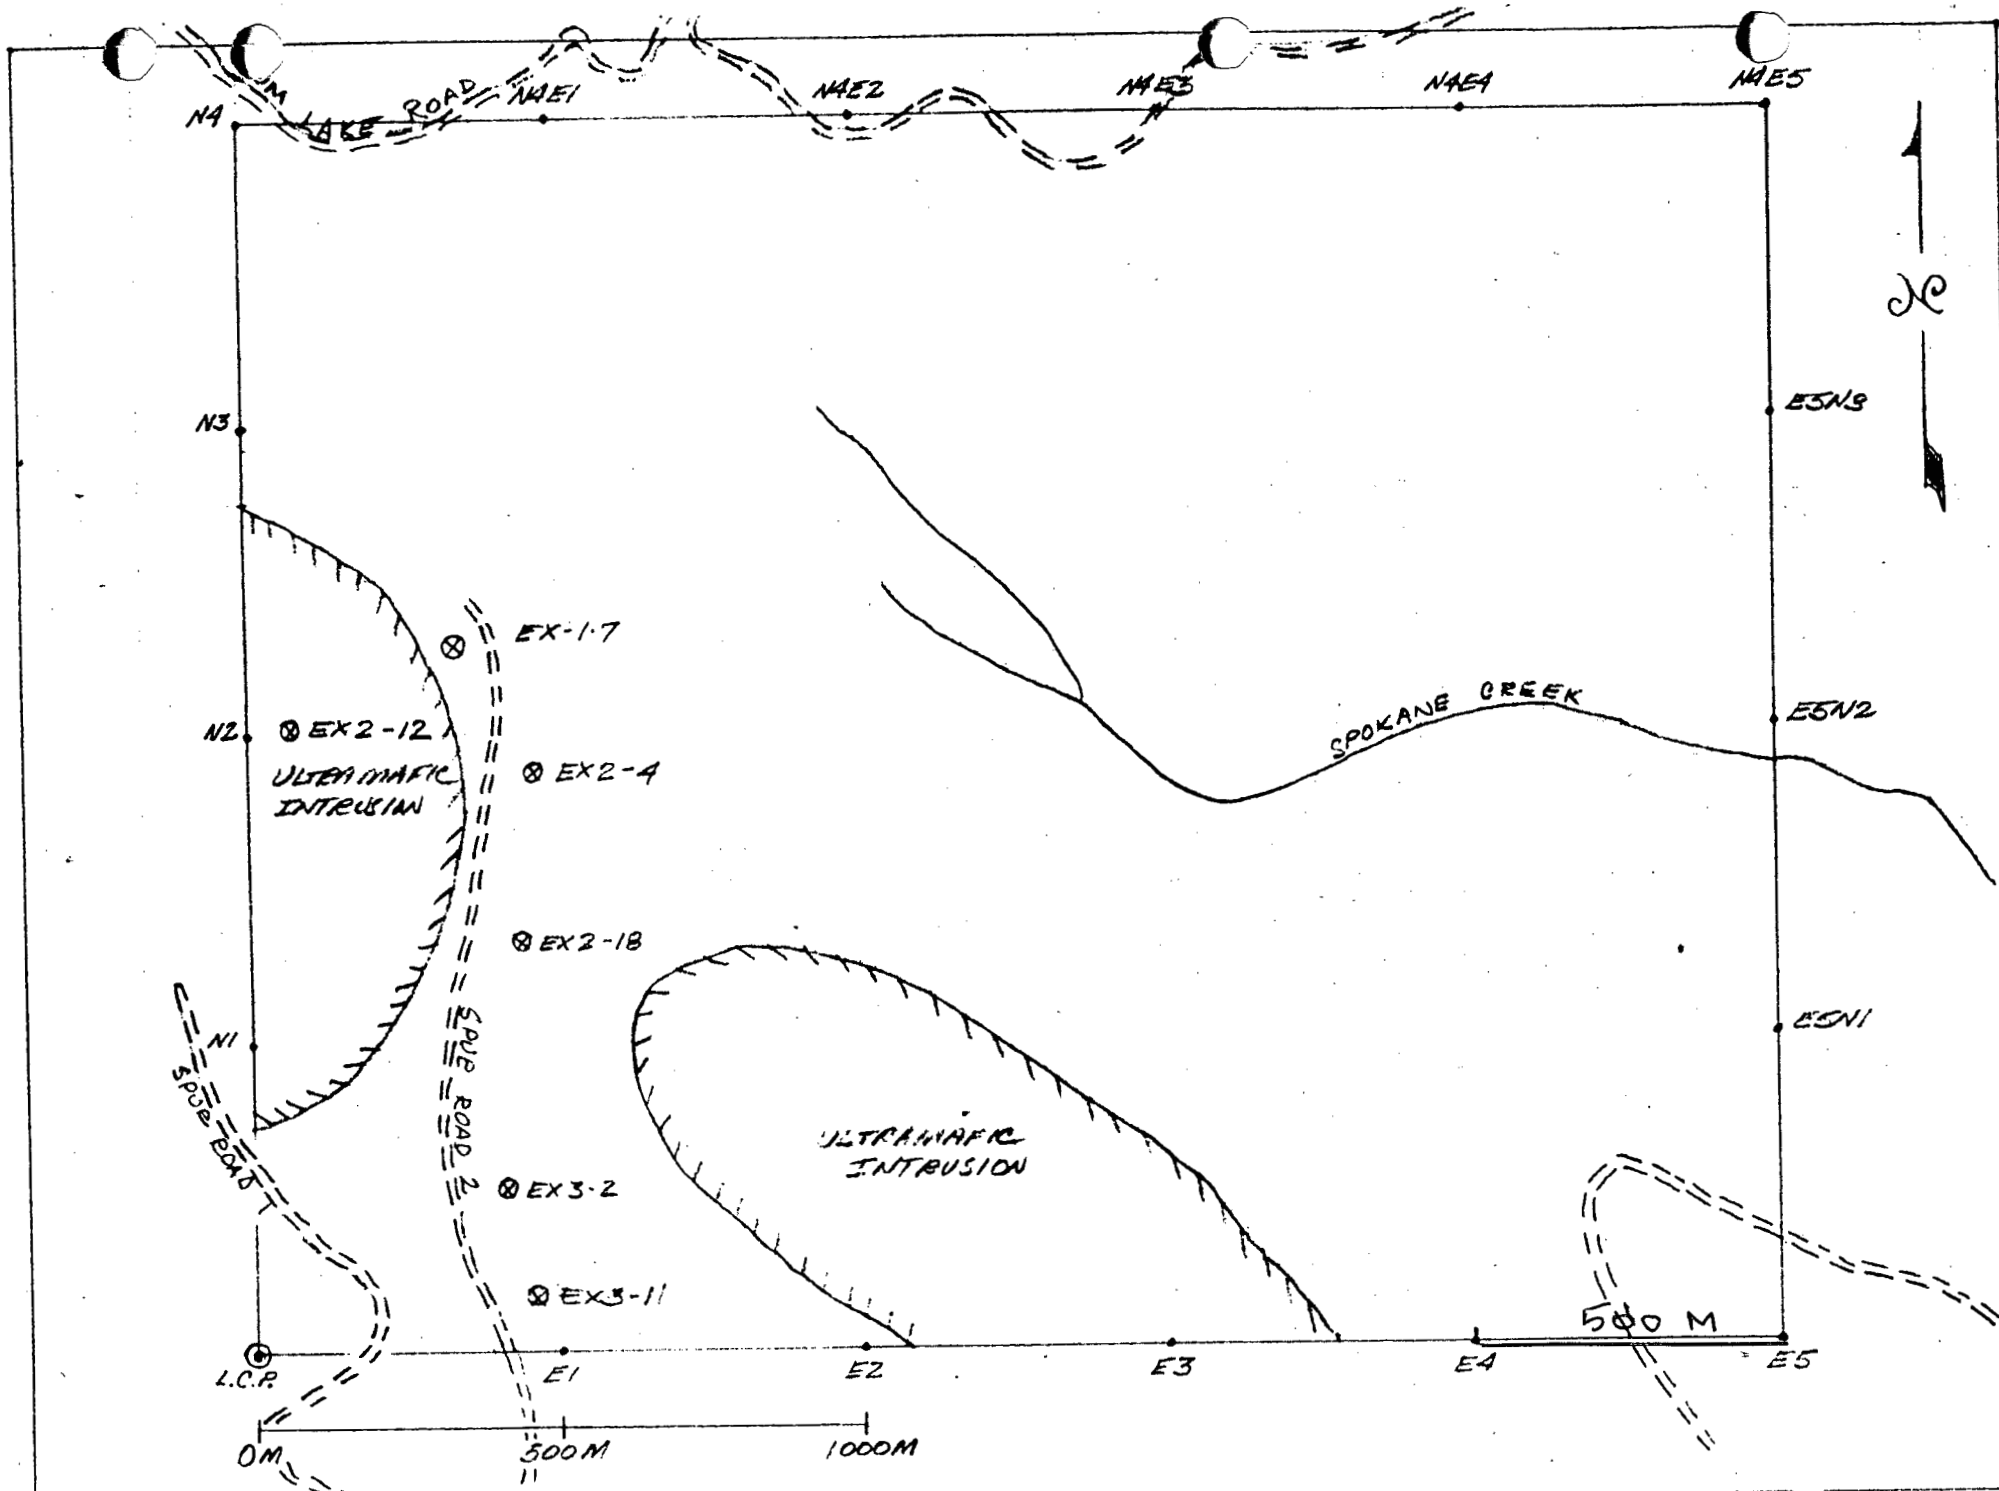 M
LAKE ROAD
N4
N4E1
N4E2
N4E3
N4E4
N4E5
N3
E5N3
EX-1-7
N2
EX2-12
EX2-4
ULTRAMAFIC
INTRUSION
SPOKANE CREEK
E5N2
EX2-18
N1
E5N1
SPUR ROAD
SPUR ROAD 2
ULTRAMAFIC
INTRUSION
EX3-2
EX3-11
500 M
L.C.P.
E1
E2
E3
E4
E5
0M
500M
1000M